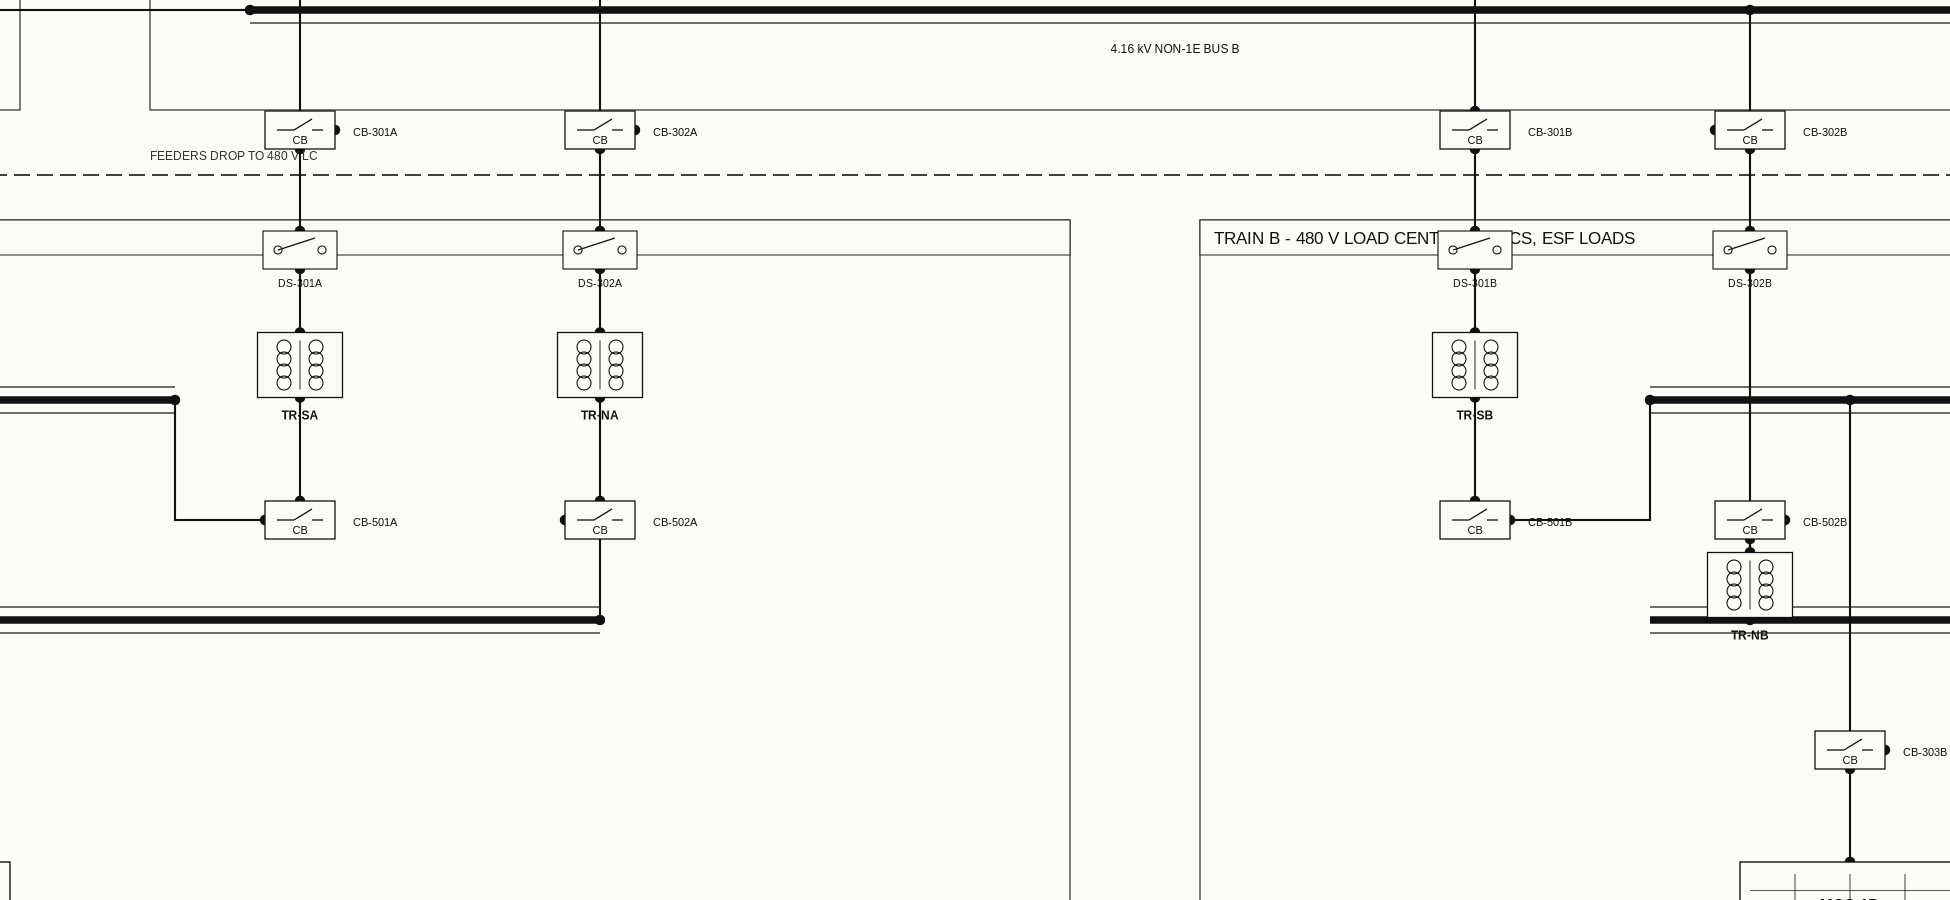 4.16 kV NON-1E BUS B
CB
CB-301A
CB
CB-302A
CB
CB-301B
CB
CB-302B
FEEDERS DROP TO 480 V LC
TRAIN B - 480 V LOAD CENT CS, ESF LOADS
DS-301A
DS-302A
DS-301B
DS-302B
TR-SA
TR-NA
TR-SB
CB
CB-501A
CB
CB-502A
CB
CB-501B
CB
CB-502B
TR-NB
CB
CB-303B